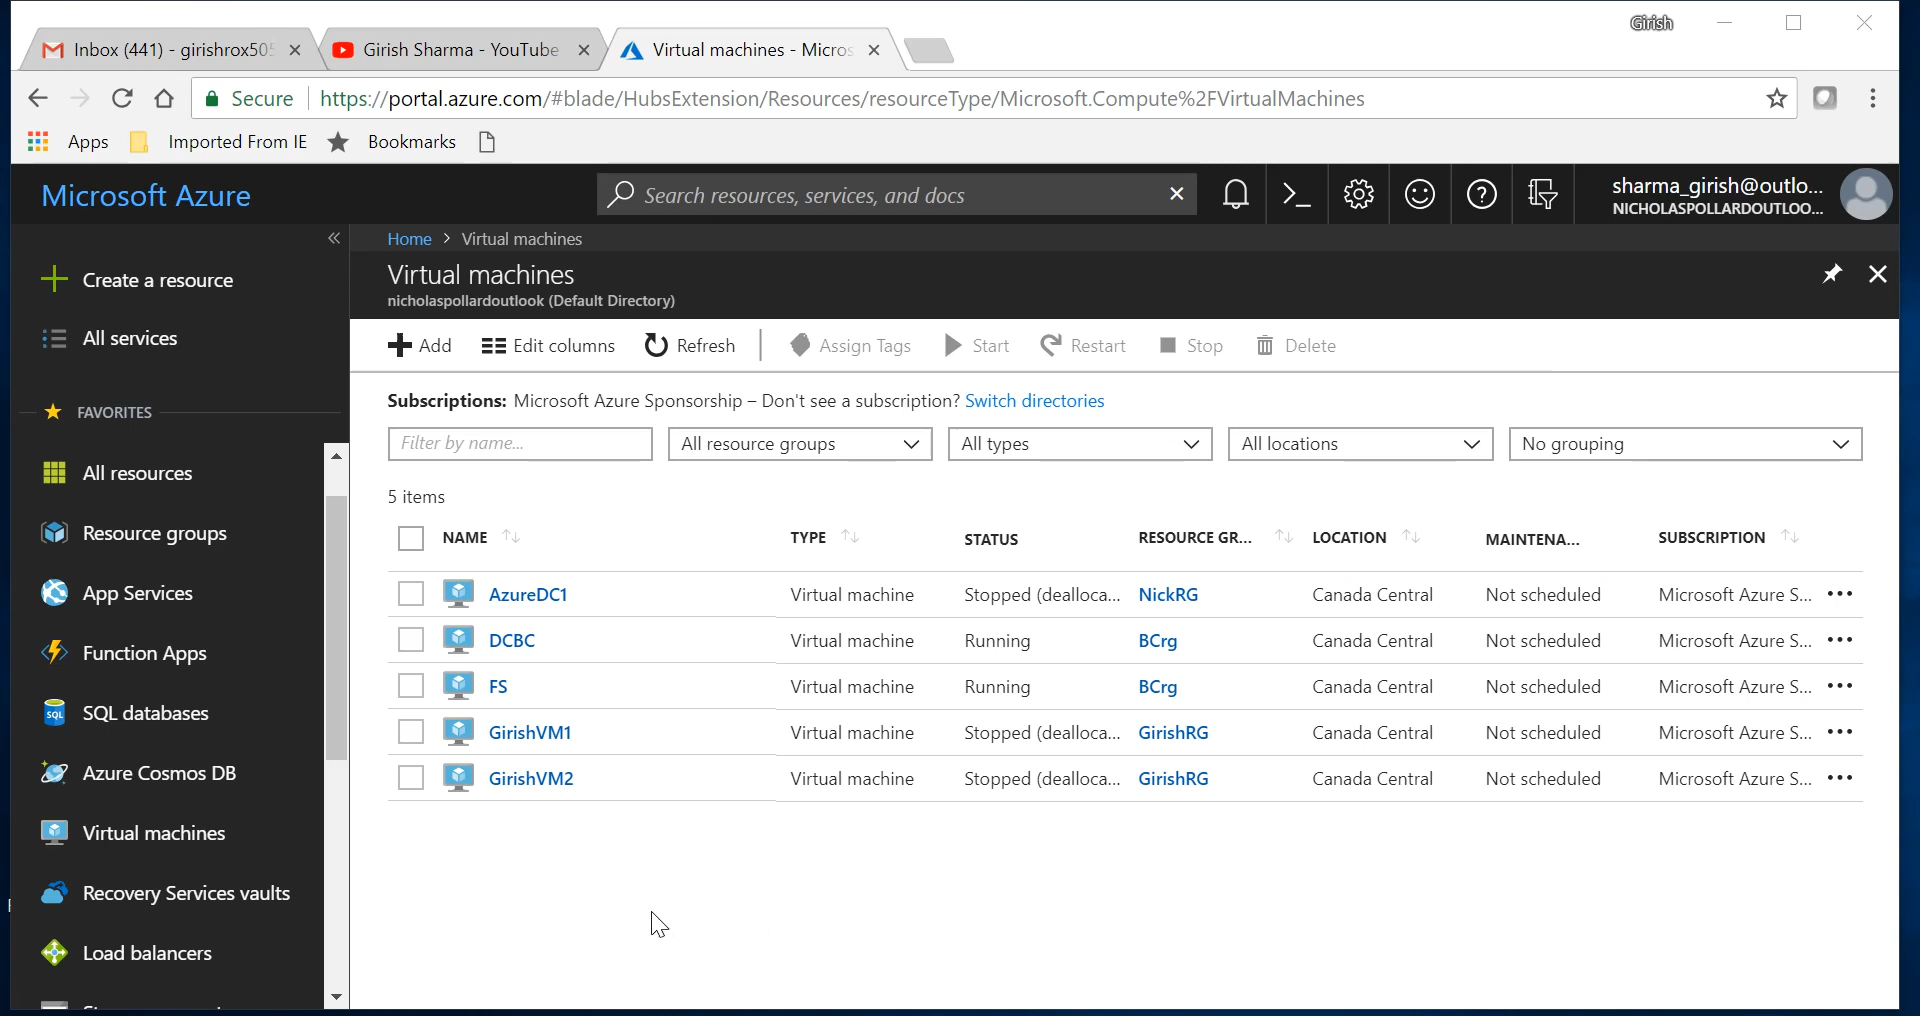 Girish
Inbox (441) - girishrox505
Girish Sharma - YouTube
Virtual machines - Micros
Secure https://portal.azure.com/#blade/HubsExtension/Resources/resourceType/Microsoft.Compute%2FVirtualMachines
Apps Imported From IE Bookmarks
Microsoft Azure
Search resources, services, and docs
sharma_girish@outlo...
NICHOLASPOLLARDOUTLOO...
Home > Virtual machines
Virtual machines
nicholaspollardoutlook (Default Directory)
Create a resource
All services
FAVORITES
All resources
Resource groups
App Services
Function Apps
SQL databases
Azure Cosmos DB
Virtual machines
Recovery Services vaults
Load balancers
Add Edit columns Refresh Assign Tags Start Restart Stop Delete
Subscriptions: Microsoft Azure Sponsorship – Don't see a subscription? Switch directories
Filter by name... All resource groups All types All locations No grouping
5 items
NAME TYPE STATUS RESOURCE GR... LOCATION MAINTENA... SUBSCRIPTION
AzureDC1 Virtual machine Stopped (dealloca... NickRG Canada Central Not scheduled Microsoft Azure S... •••
DCBC Virtual machine Running BCrg Canada Central Not scheduled Microsoft Azure S... •••
FS Virtual machine Running BCrg Canada Central Not scheduled Microsoft Azure S... •••
GirishVM1 Virtual machine Stopped (dealloca... GirishRG Canada Central Not scheduled Microsoft Azure S... •••
GirishVM2 Virtual machine Stopped (dealloca... GirishRG Canada Central Not scheduled Microsoft Azure S... •••